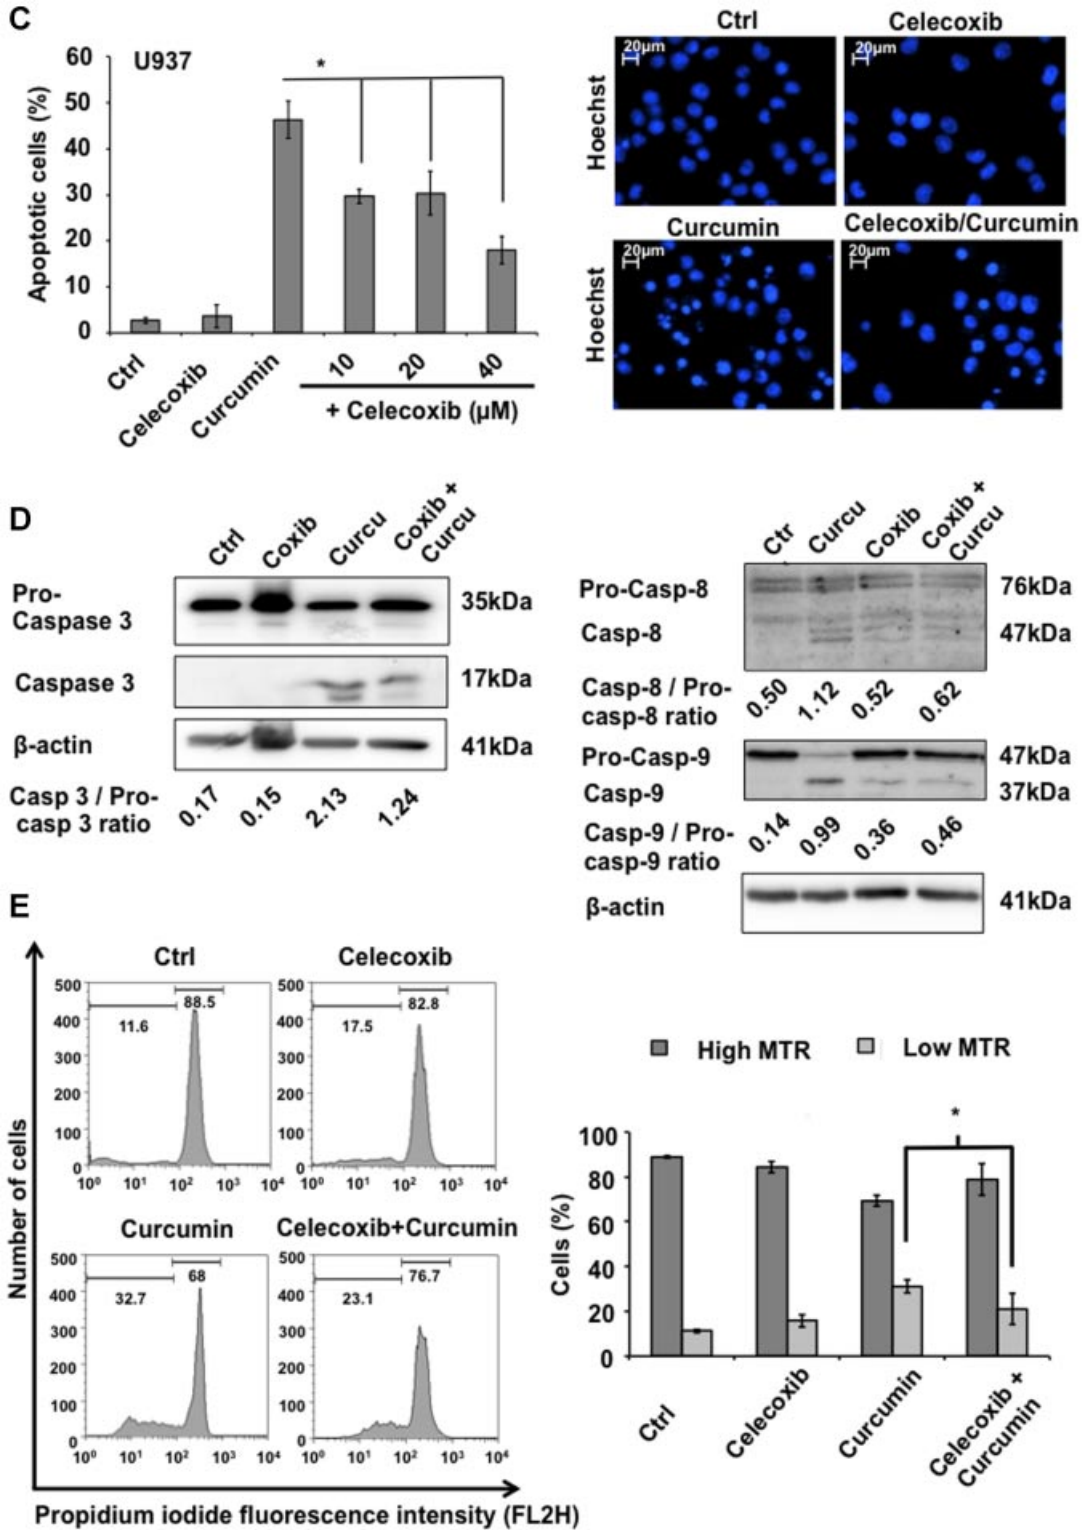 C
U937
*
60
50
40
30
20
10
0
Apoptotic cells (%)
Ctrl
Celecoxib
Curcumin
10
20
40
+ Celecoxib (µM)
Ctrl
Celecoxib
Hoechst
20µm
20µm
Curcumin
Celecoxib/Curcumin
Hoechst
20µm
20µm
D
Ctrl
Coxib
Curcu
Coxib +
Curcu
Pro-
Caspase 3
35kDa
Caspase 3
17kDa
β-actin
41kDa
Casp 3 / Pro-
casp 3 ratio
0.17
0.15
2.13
1.24
Ctr
Curcu
Coxib
Coxib +
Curcu
Pro-Casp-8
76kDa
Casp-8
47kDa
Casp-8 / Pro-
casp-8 ratio
0.50
1.12
0.52
0.62
Pro-Casp-9
47kDa
Casp-9
37kDa
Casp-9 / Pro-
casp-9 ratio
0.14
0.99
0.36
0.46
β-actin
41kDa
E
Number of cells
Ctrl
500
400
300
200
100
0
88.5
11.6
10⁰ 10¹ 10² 10³ 10⁴
Celecoxib
500
400
300
200
100
0
82.8
17.5
10⁰ 10¹ 10² 10³ 10⁴
Curcumin
500
400
300
200
100
0
68
32.7
10⁰ 10¹ 10² 10³ 10⁴
Celecoxib+Curcumin
500
400
300
200
100
0
76.7
23.1
10⁰ 10¹ 10² 10³ 10⁴
Propidium iodide fluorescence intensity (FL2H)
High MTR
Low MTR
*
100
80
60
40
20
0
Cells (%)
Ctrl
Celecoxib
Curcumin
Celecoxib +
Curcumin